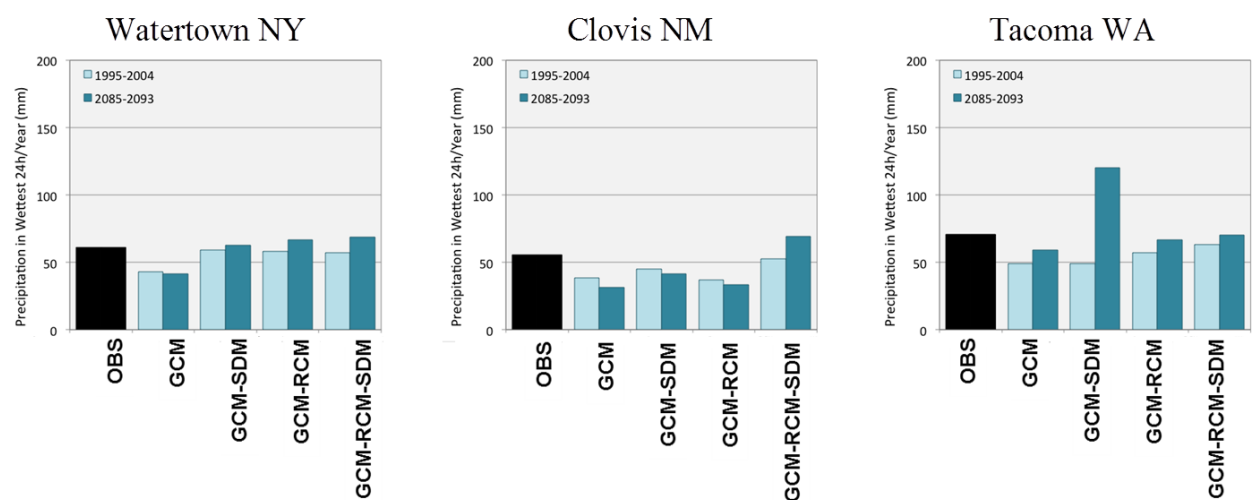 Watertown NY
Precipitation in Wettest 24h/Year (mm)
200
150
100
50
0
1995-2004
2085-2093
OBS
GCM
GCM-SDM
GCM-RCM
GCM-RCM-SDM
Clovis NM
Precipitation in Wettest 24h/Year (mm)
200
150
100
50
0
1995-2004
2085-2093
OBS
GCM
GCM-SDM
GCM-RCM
GCM-RCM-SDM
Tacoma WA
Precipitation in Wettest 24h/Year (mm)
200
150
100
50
0
1995-2004
2085-2093
OBS
GCM
GCM-SDM
GCM-RCM
GCM-RCM-SDM